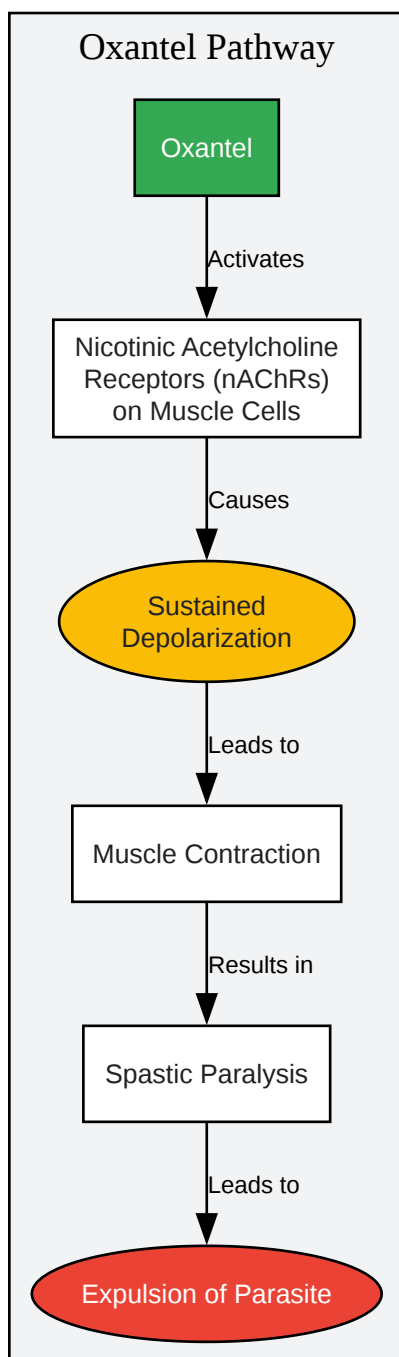 Oxantel Pathway
Oxantel
Activates
Nicotinic Acetylcholine
Receptors (nAChRs)
on Muscle Cells
Causes
Sustained
Depolarization
Leads to
Muscle Contraction
Results in
Spastic Paralysis
Leads to
Expulsion of Parasite